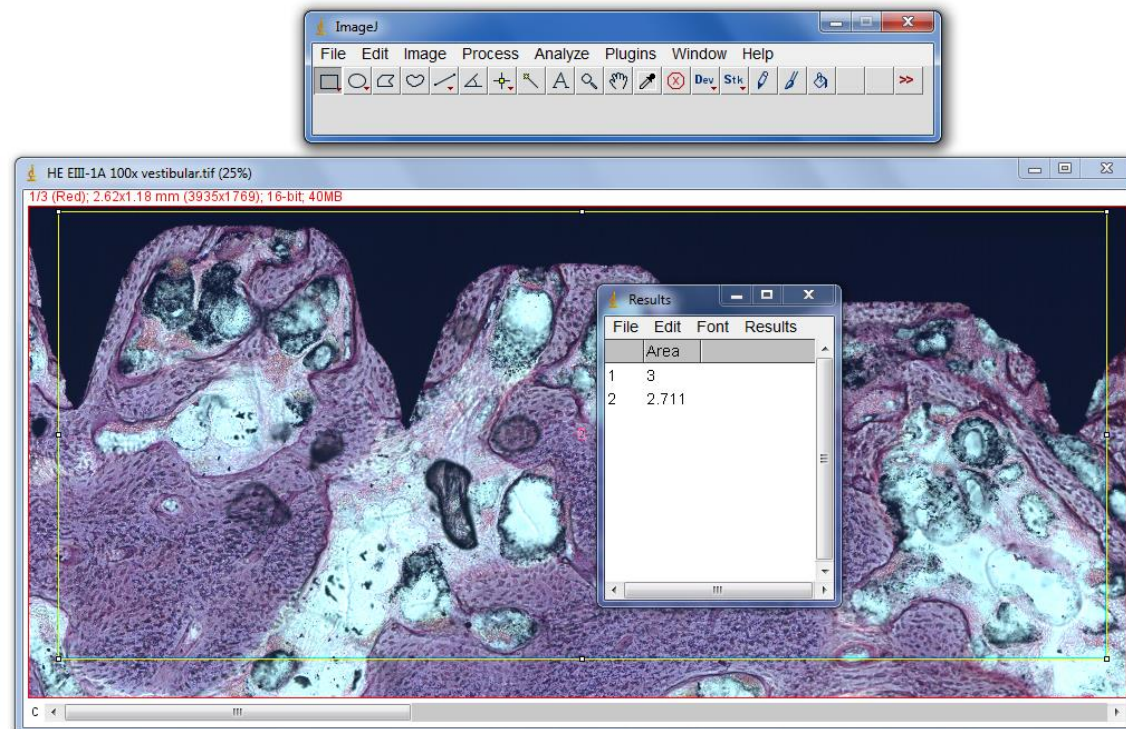 ImageJ
File Edit Image Process Analyze Plugins Window Help
A Dev Stk >>
HE EIII-1A 100x vestibular.tif (25%)
1/3 (Red); 2.62x1.18 mm (3935x1769); 16-bit; 40MB
Results
File Edit Font Results
Area
1 3
2 2.711
C